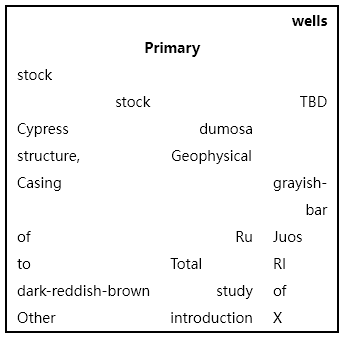 wells
Primary
stock
stock TBD
Cypress dumosa
structure, Geophysical
Casing grayish-
bar
of Ru Juos
to Total RI
dark-reddish-brown study of
Other introduction X